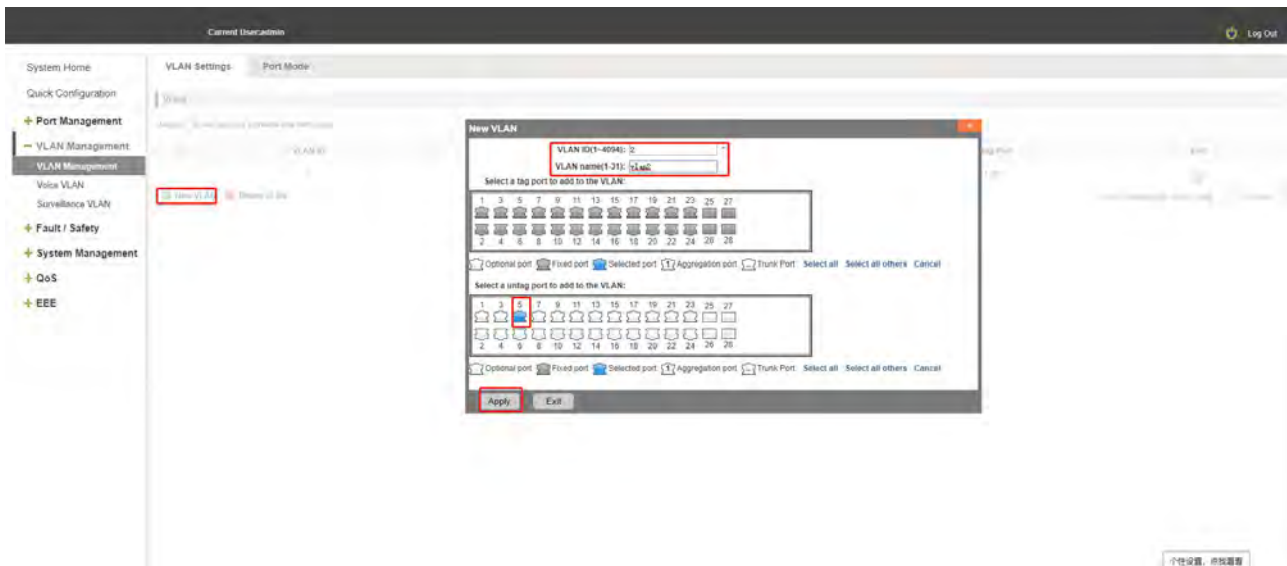 Current User:admin
Log Out
System Home
Quick Configuration
Port Management
VLAN Management
VLAN Management
Voice VLAN
Surveillance VLAN
Fault / Safety
System Management
QoS
EEE
VLAN Settings Port Mode
VLAN ID
New VLAN
New VLAN
VLAN ID(1~4094): 2 *
VLAN name(1-31): vlan2
Select a tag port to add to the VLAN:
1 3 5 7 9 11 13 15 17 19 21 23 25 27
2 4 6 8 10 12 14 16 18 20 22 24 26 28
Optional port Fixed port Selected port 1 Aggregation port Trunk Port Select all Select all others Cancel
Select a untag port to add to the VLAN:
1 3 5 7 9 11 13 15 17 19 21 23 25 27
2 4 6 8 10 12 14 16 18 20 22 24 26 28
Optional port Fixed port Selected port 1 Aggregation port Trunk Port Select all Select all others Cancel
Apply Exit